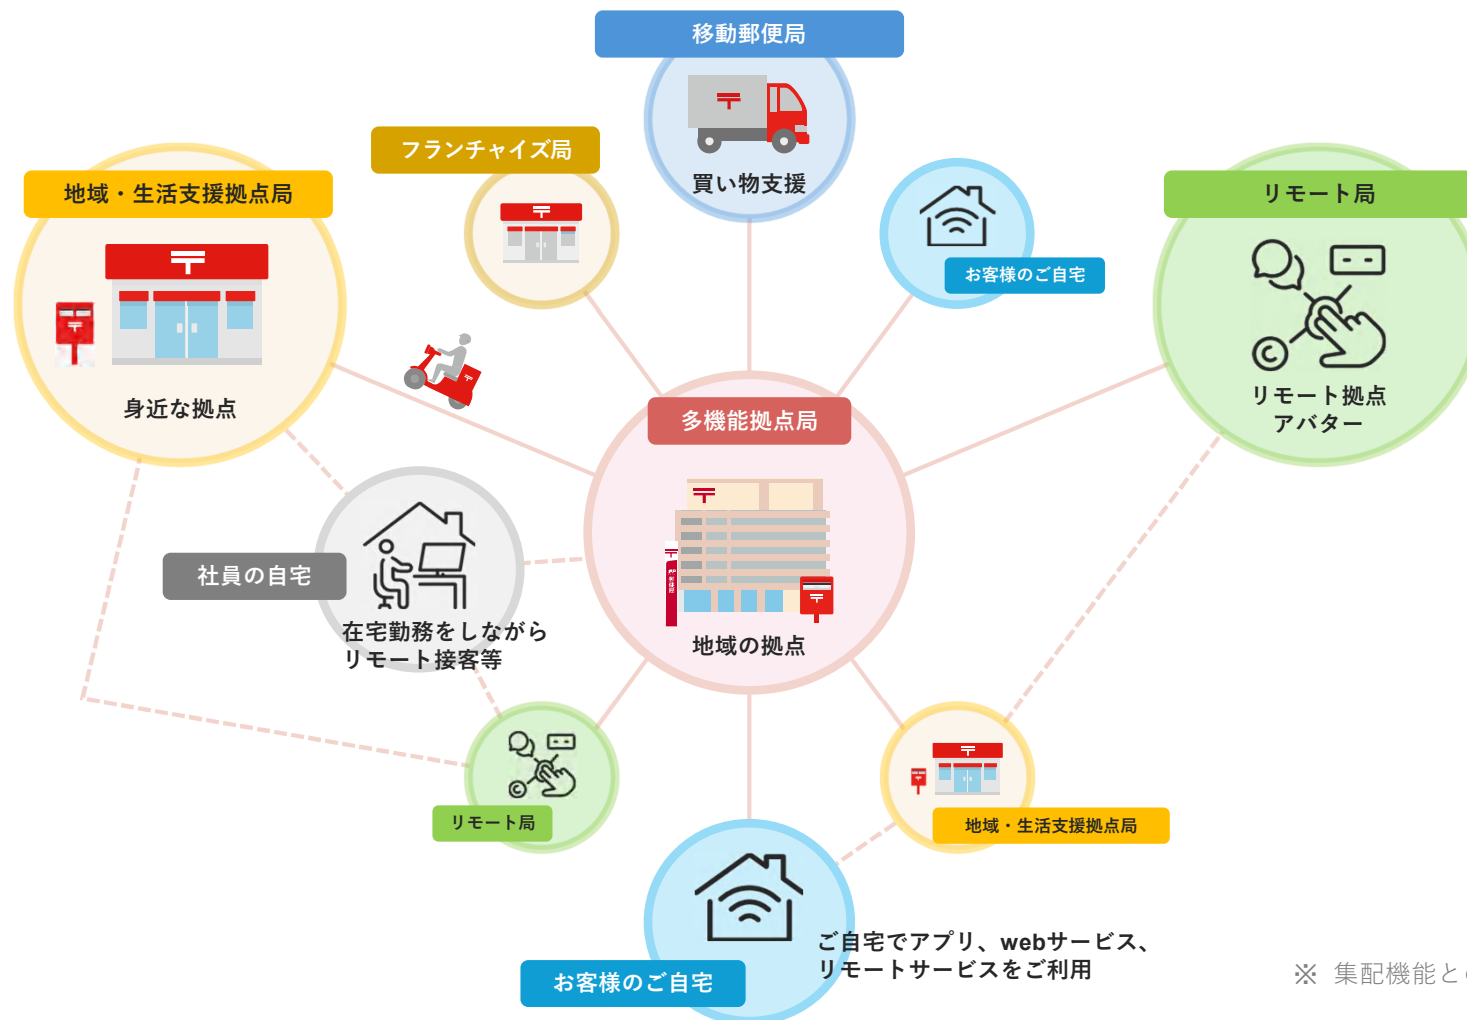 移動郵便局
買い物支援
フランチャイズ局
地域・生活支援拠点局
身近な拠点
お客様のご自宅
リモート局
リモート拠点
アバター
多機能拠点局
地域の拠点
社員の自宅
在宅勤務をしながら
リモート接客等
リモート局
地域・生活支援拠点局
お客様のご自宅
ご自宅でアプリ、webサービス、
リモートサービスをご利用
※ 集配機能と